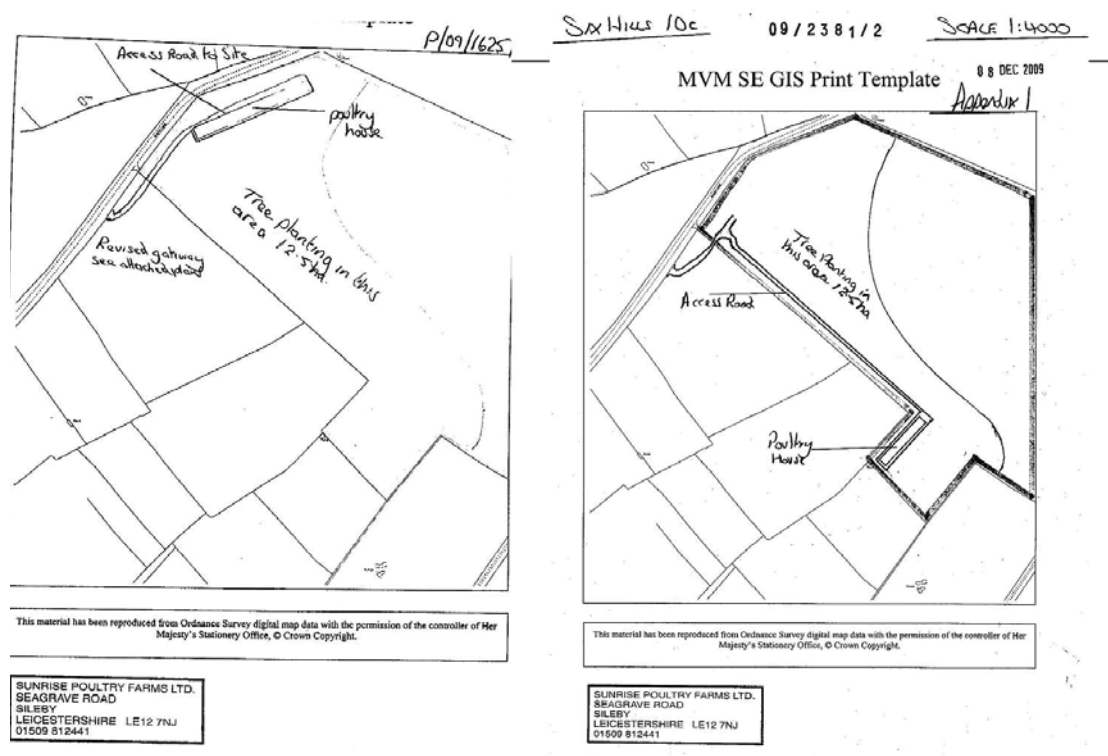 P/09/1625
Access Road to Site
poultry
house
Tree planting in this
area 12.5ha.
Revised gateway
see attached plans
This material has been reproduced from Ordnance Survey digital map data with the permission of the controller of Her
Majesty's Stationery Office, © Crown Copyright.
SUNRISE POULTRY FARMS LTD.
SEAGRAVE ROAD
SILEBY
LEICESTERSHIRE LE12 7NJ
01509 812441
Six Hills 10c
09/2381/2
SCALE 1:4000
08 DEC 2009
MVM SE GIS Print Template
Appendix 1
Tree Planting in
this area 12.5ha
Access Road
Poultry
House
This material has been reproduced from Ordnance Survey digital map data with the permission of the controller of Her
Majesty's Stationery Office, © Crown Copyright.
SUNRISE POULTRY FARMS LTD.
SEAGRAVE ROAD
SILEBY
LEICESTERSHIRE LE12 7NJ
01509 812441